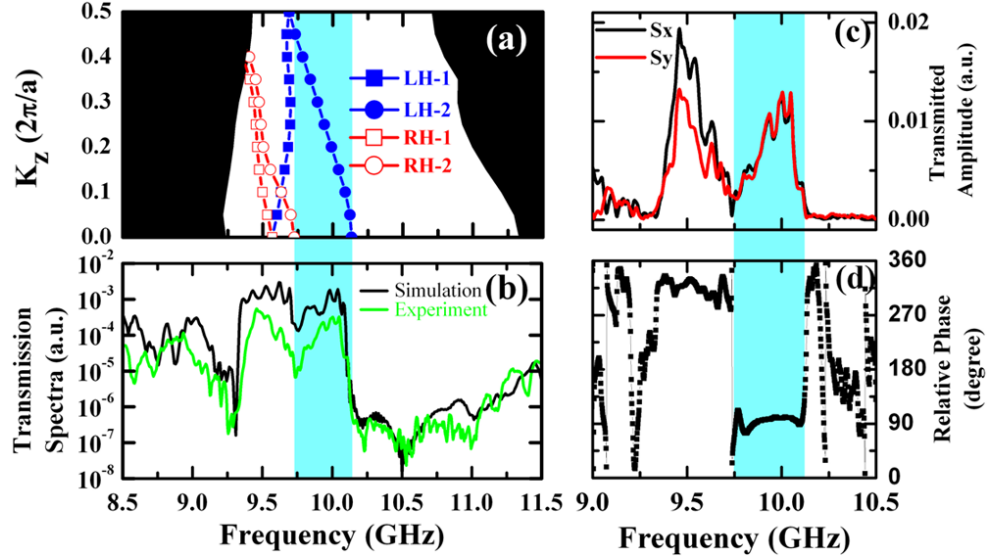 0.5
0.4
0.3
0.2
0.1
0.0
K_z (2π/a)
(a)
LH-1
LH-2
RH-1
RH-2
10^-2
10^-3
10^-4
10^-5
10^-6
10^-7
10^-8
Transmission
Spectra (a.u.)
(b)
Simulation
Experiment
8.5 9.0 9.5 10.0 10.5 11.0 11.5
Frequency (GHz)
Sx
Sy
(c)
0.02
0.01
0.00
Transmitted
Amplitude (a.u.)
(d)
360
270
180
90
0
Relative Phase
(degree)
9.0 9.5 10.0 10.5
Frequency (GHz)